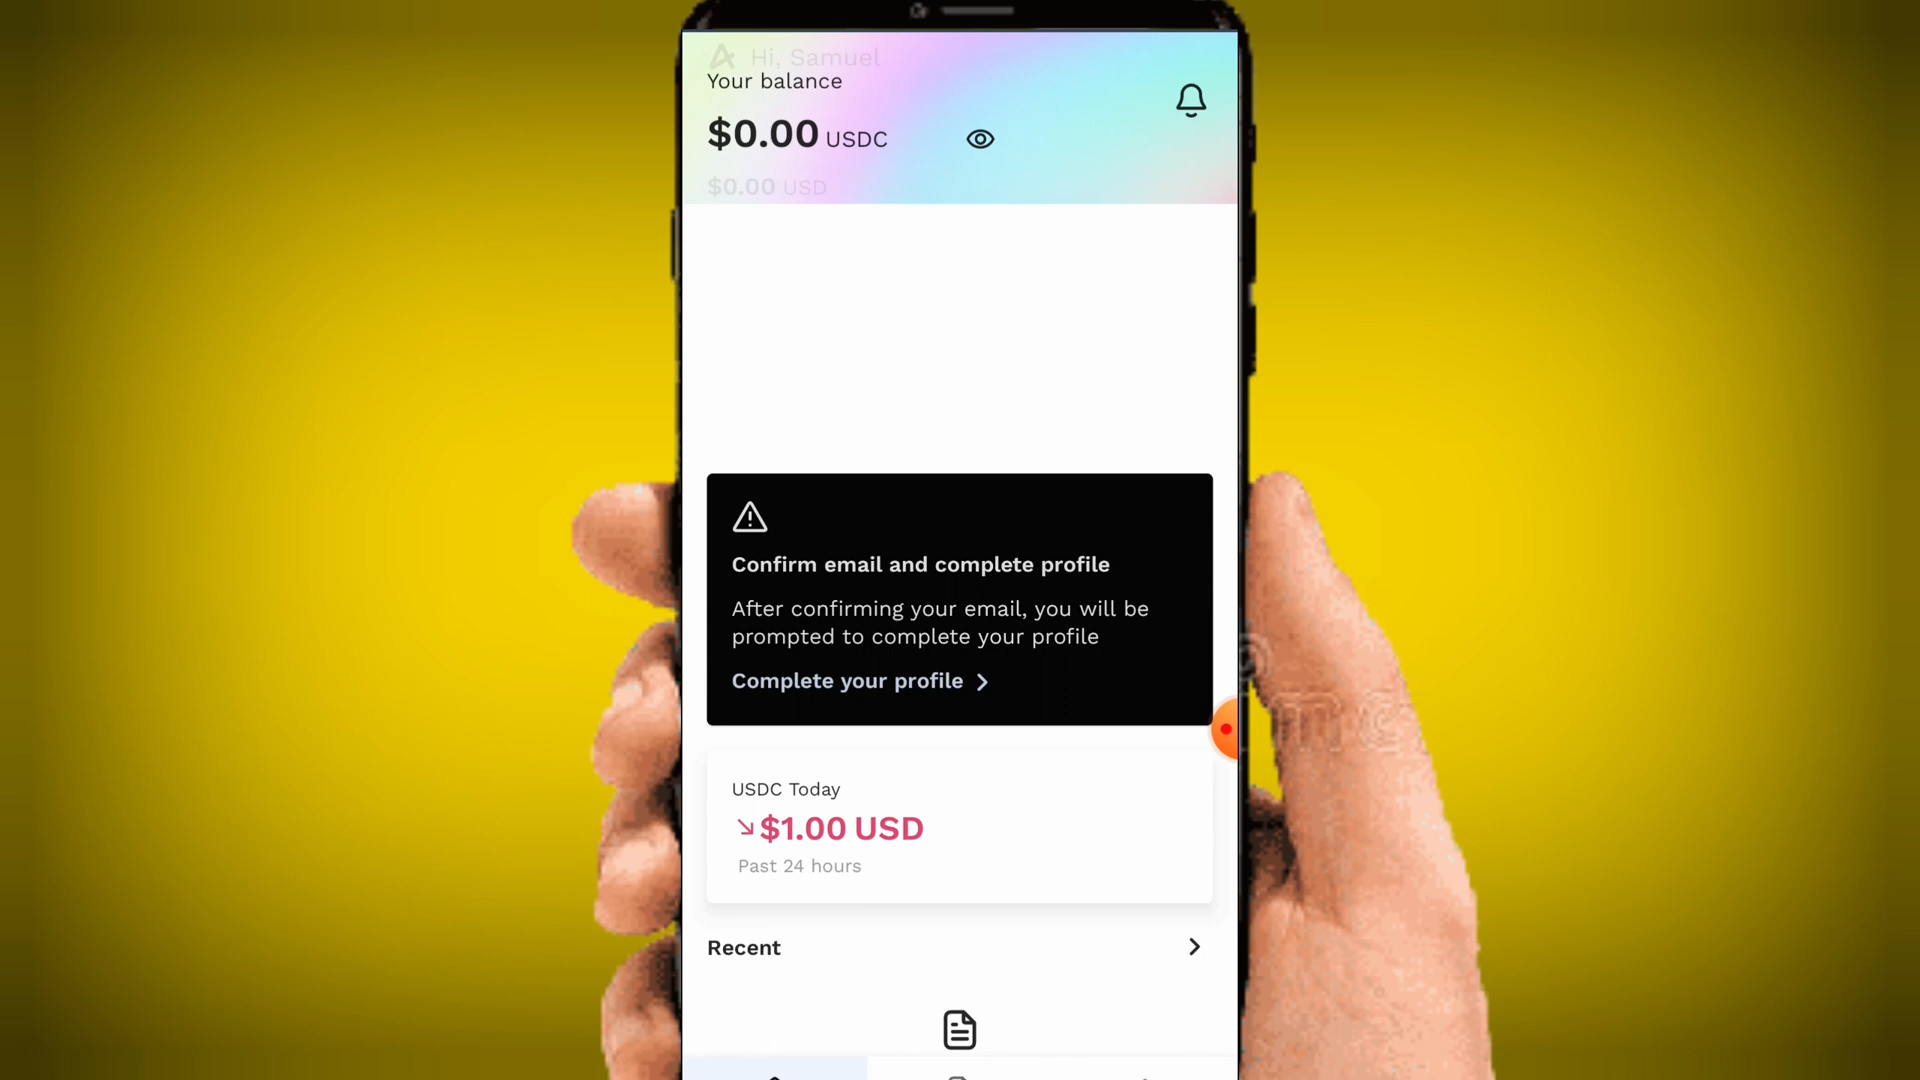 Hi, Samuel
Your balance
$0.00 USDC
$0.00 USD
Confirm email and complete profile
After confirming your email, you will be
prompted to complete your profile
Complete your profile
USDC Today
$1.00 USD
Past 24 hours
Recent